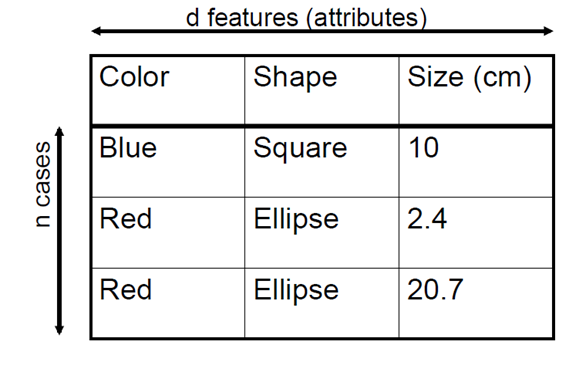 d features (attributes)
Color Shape Size (cm)
n cases
Blue Square 10
Red Ellipse 2.4
Red Ellipse 20.7